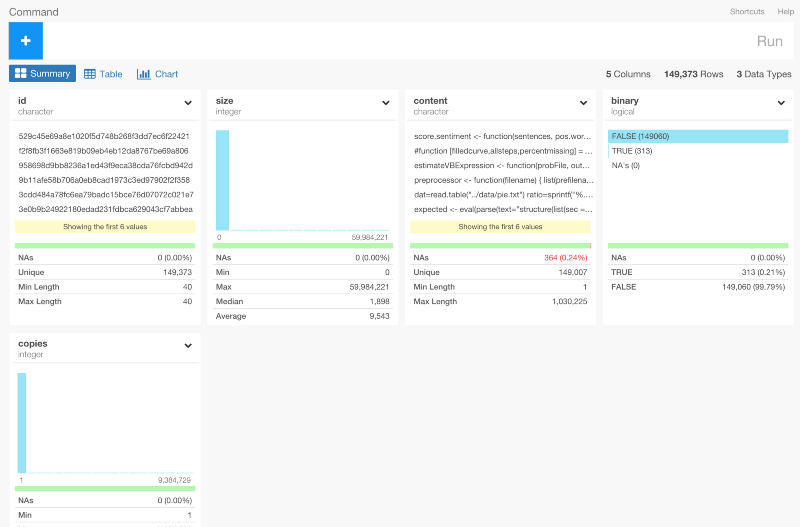 Command
Shortcuts Help
+ Run
Summary Table Chart 5 Columns 149,373 Rows 3 Data Types
id
character
529c45e69a8e1020f5d748b268f3dd7ec6f22421
f2f8fb3f1663e819b09eb4eb12da8767be69a806
958698d9bb8236a1ed43f9eca38cda76fcbd942d
9b11afe58b706a0eb8cad1973c3ed97902f2f358
3cdd484a78fc6ea79badc15bce76d07072c021e7
3e0b9b24922180edad231fdbca629043cf7abbea
Showing the first 6 values
NAs 0 (0.00%)
Unique 149,373
Min Length 40
Max Length 40
size
integer
0 59,984,221
NAs 0 (0.00%)
Min 0
Max 59,984,221
Median 1,898
Average 9,543
content
character
score.sentiment <- function(sentences, pos.wor...
#function [filledcurve,allsteps,percentmissing] = ...
estimateVBExpression <- function(probFile, out...
preprocessor <- function(filename) { list(prefilena...
dat=read.table("../data/pie.txt") ratio=sprintf("%....
expected <- eval(parse(text="structure(list(sec =...
Showing the first 6 values
NAs 364 (0.24%)
Unique 149,007
Min Length 1
Max Length 1,030,225
binary
logical
FALSE (149060)
TRUE (313)
NA's (0)
NAs 0 (0.00%)
TRUE 313 (0.21%)
FALSE 149,060 (99.79%)
copies
integer
1 9,384,729
NAs 0 (0.00%)
Min 1